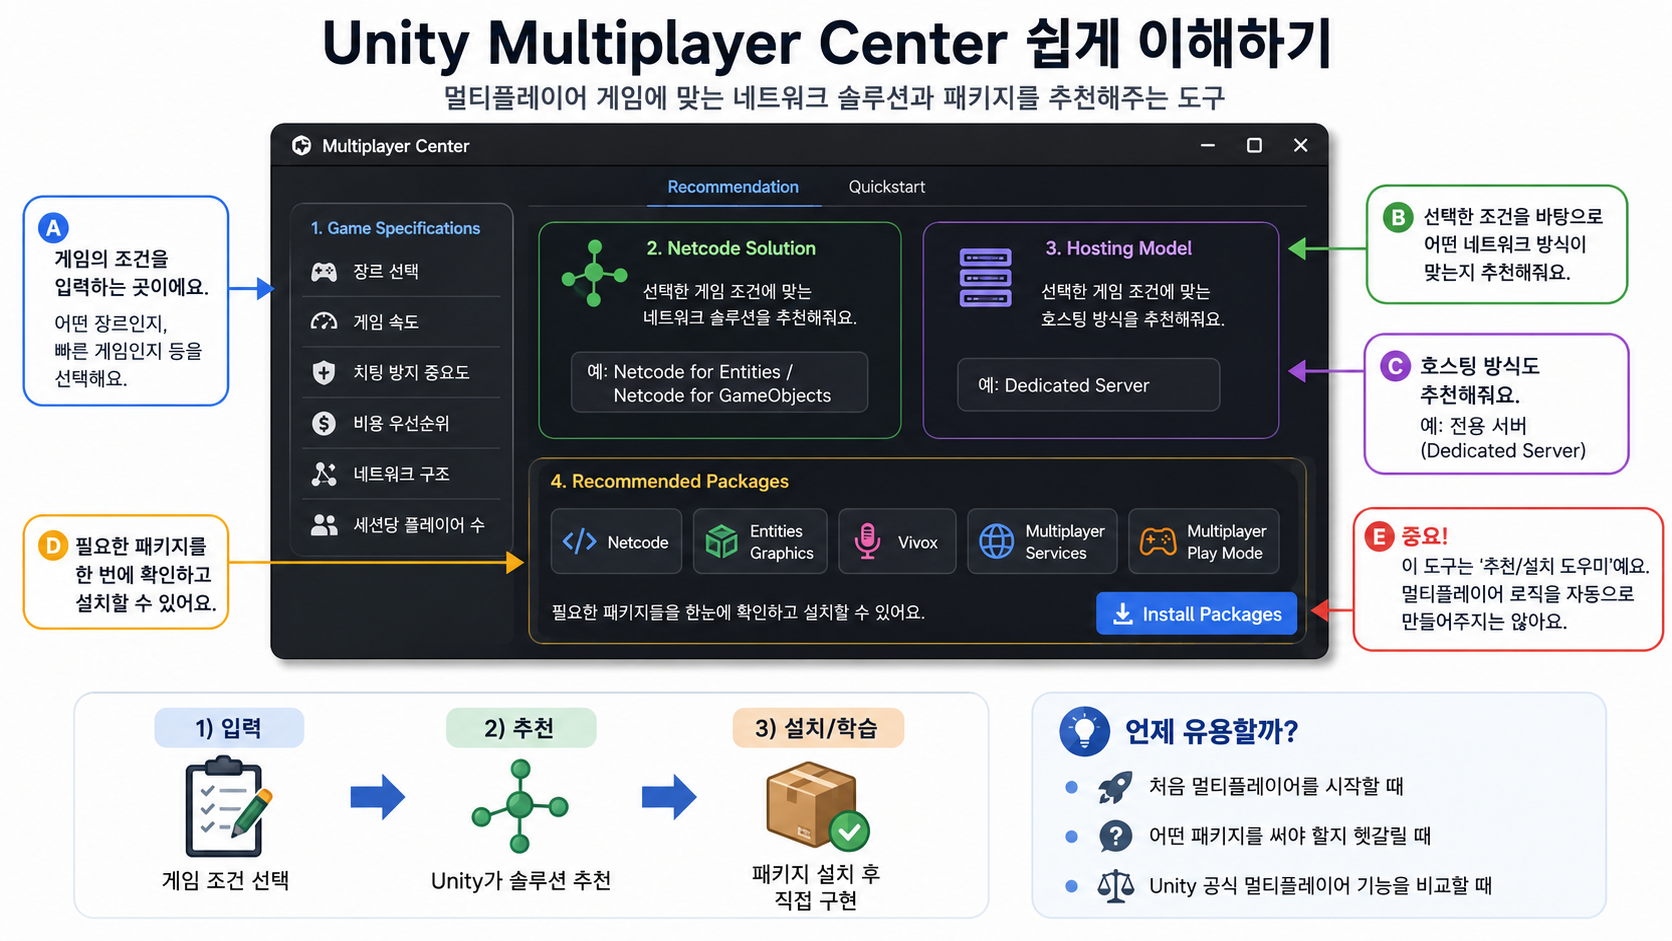 Unity Multiplayer Center 쉽게 이해하기
멀티플레이어 게임에 맞는 네트워크 솔루션과 패키지를 추천해주는 도구
Multiplayer Center
Recommendation
Quickstart
A
게임의 조건을
입력하는 곳이에요.
어떤 장르인지,
빠른 게임인지 등을
선택해요.
1. Game Specifications
장르 선택
게임 속도
치팅 방지 중요도
비용 우선순위
네트워크 구조
세션당 플레이어 수
2. Netcode Solution
선택한 게임 조건에 맞는
네트워크 솔루션을 추천해줘요.
예: Netcode for Entities /
Netcode for GameObjects
3. Hosting Model
선택한 게임 조건에 맞는
호스팅 방식을 추천해줘요.
예: Dedicated Server
B
선택한 조건을 바탕으로
어떤 네트워크 방식이
맞는지 추천해줘요.
C
호스팅 방식도
추천해줘요.
예: 전용 서버
(Dedicated Server)
D
필요한 패키지를
한 번에 확인하고
설치할 수 있어요.
4. Recommended Packages
Netcode
Entities
Graphics
Vivox
Multiplayer
Services
Multiplayer
Play Mode
필요한 패키지들을 한눈에 확인하고 설치할 수 있어요.
Install Packages
E
중요!
이 도구는 '추천/설치 도우미'예요.
멀티플레이어 로직을 자동으로
만들어주지는 않아요.
1) 입력
게임 조건 선택
2) 추천
Unity가 솔루션 추천
3) 설치/학습
패키지 설치 후
직접 구현
언제 유용할까?
처음 멀티플레이어를 시작할 때
어떤 패키지를 써야 할지 헷갈릴 때
Unity 공식 멀티플레이어 기능을 비교할 때